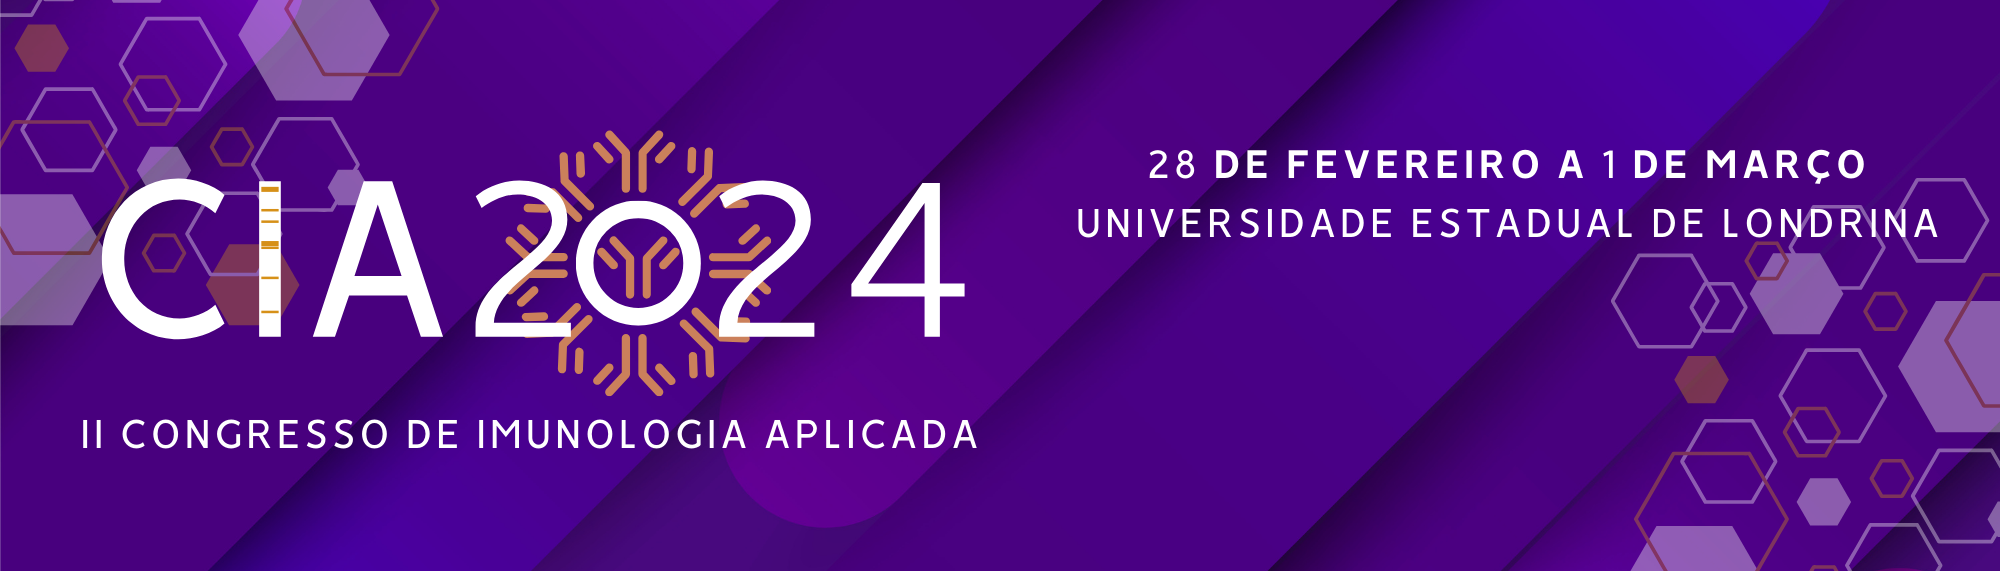 CIA 2024
II CONGRESSO DE IMUNOLOGIA APLICADA
28 DE FEVEREIRO A 1 DE MARÇO
UNIVERSIDADE ESTADUAL DE LONDRINA